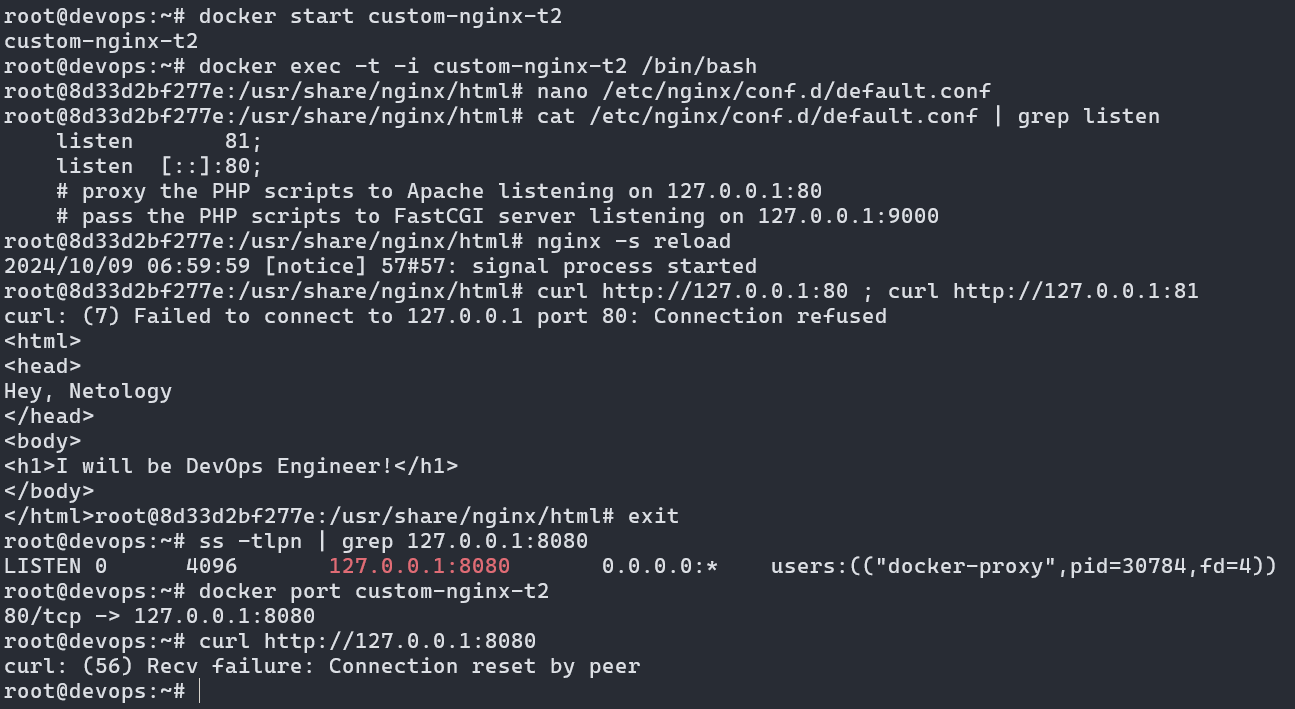 root@devops:~# docker start custom-nginx-t2
custom-nginx-t2
root@devops:~# docker exec -t -i custom-nginx-t2 /bin/bash
root@8d33d2bf277e:/usr/share/nginx/html# nano /etc/nginx/conf.d/default.conf
root@8d33d2bf277e:/usr/share/nginx/html# cat /etc/nginx/conf.d/default.conf | grep listen
    listen       81;
    listen  [::]:80;
    # proxy the PHP scripts to Apache listening on 127.0.0.1:80
    # pass the PHP scripts to FastCGI server listening on 127.0.0.1:9000
root@8d33d2bf277e:/usr/share/nginx/html# nginx -s reload
2024/10/09 06:59:59 [notice] 57#57: signal process started
root@8d33d2bf277e:/usr/share/nginx/html# curl http://127.0.0.1:80 ; curl http://127.0.0.1:81
curl: (7) Failed to connect to 127.0.0.1 port 80: Connection refused
<html>
<head>
Hey, Netology
</head>
<body>
<h1>I will be DevOps Engineer!</h1>
</body>
</html>root@8d33d2bf277e:/usr/share/nginx/html# exit
root@devops:~# ss -tlpn | grep 127.0.0.1:8080
LISTEN 0      4096       127.0.0.1:8080       0.0.0.0:*    users:(("docker-proxy",pid=30784,fd=4))
root@devops:~# docker port custom-nginx-t2
80/tcp -> 127.0.0.1:8080
root@devops:~# curl http://127.0.0.1:8080
curl: (56) Recv failure: Connection reset by peer
root@devops:~#